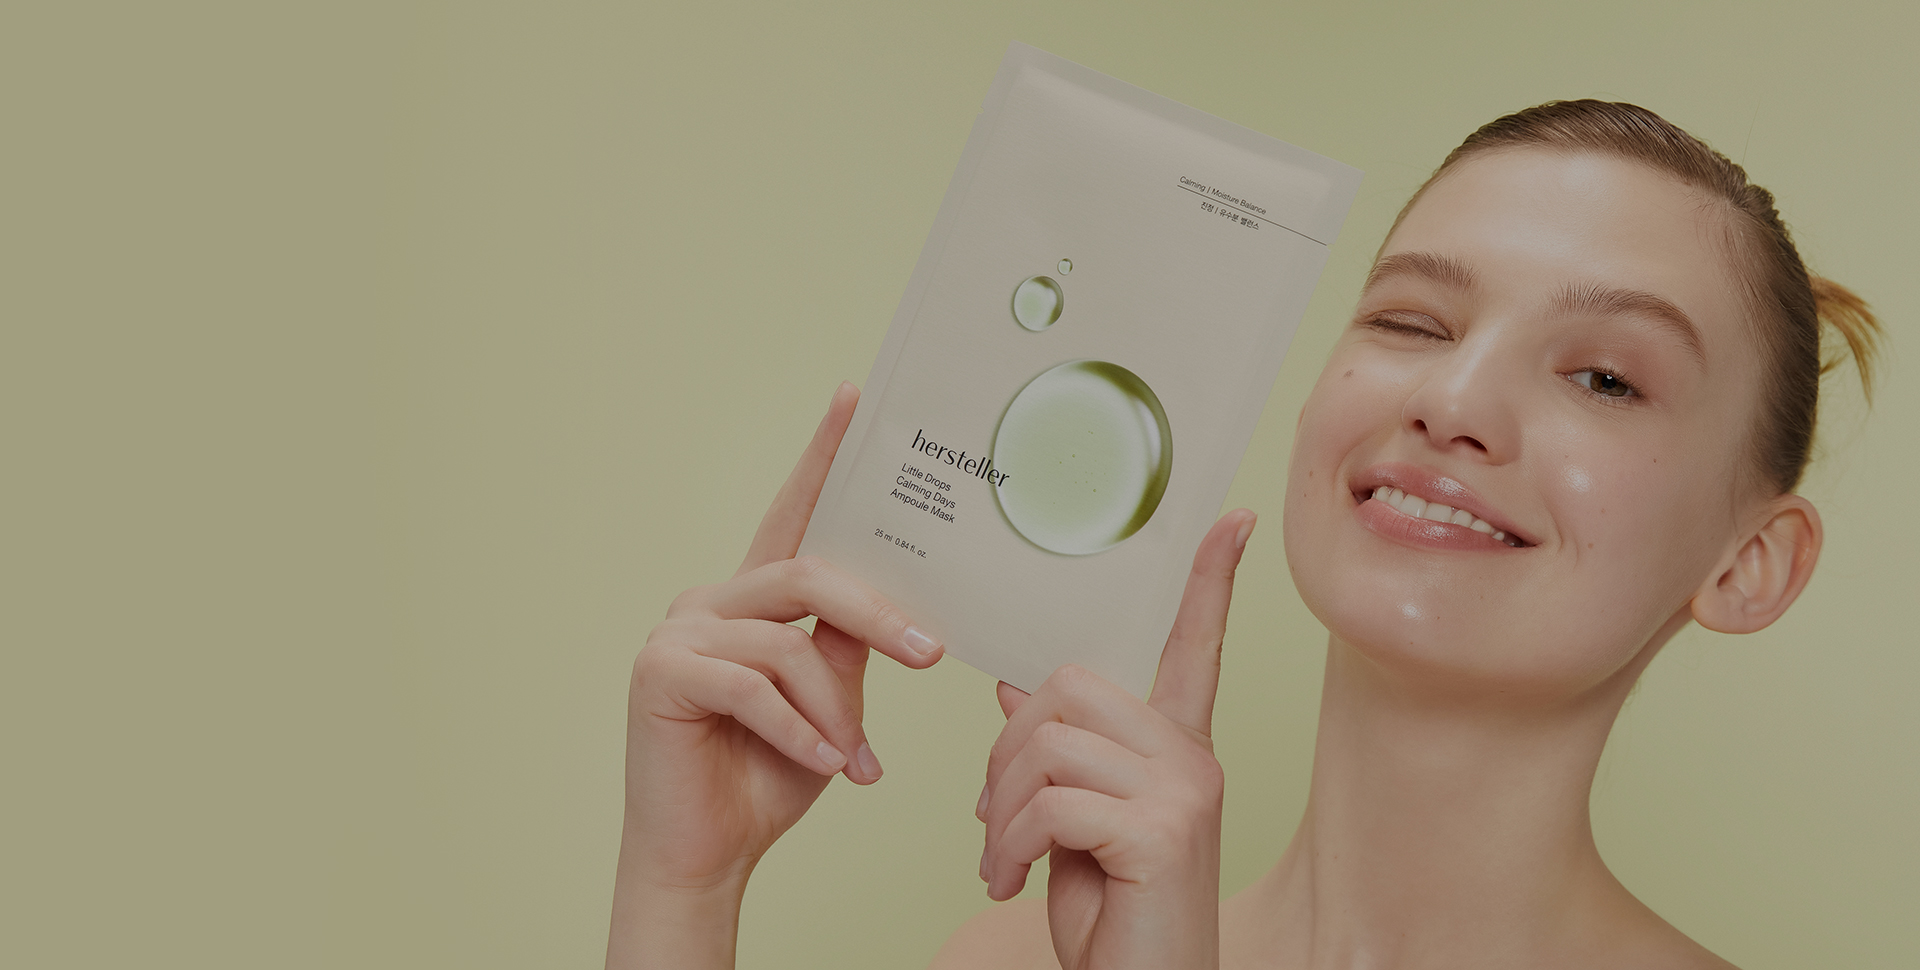 Calming | Moisture Balance
진정 | 유수분 밸런스
hersteller
Little Drops
Calming Days
Ampoule Mask
25 ml 0.84 fl. oz.